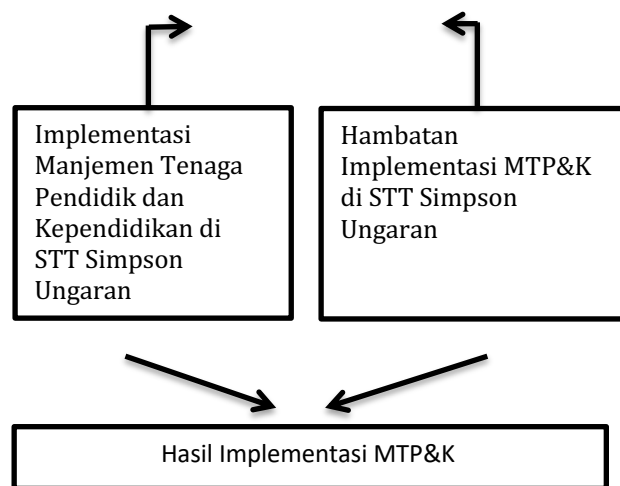 Implementasi
Manjemen Tenaga
Pendidik dan
Kependidikan di
STT Simpson
Ungaran
Hambatan
Implementasi MTP&K
di STT Simpson
Ungaran
Hasil Implementasi MTP&K